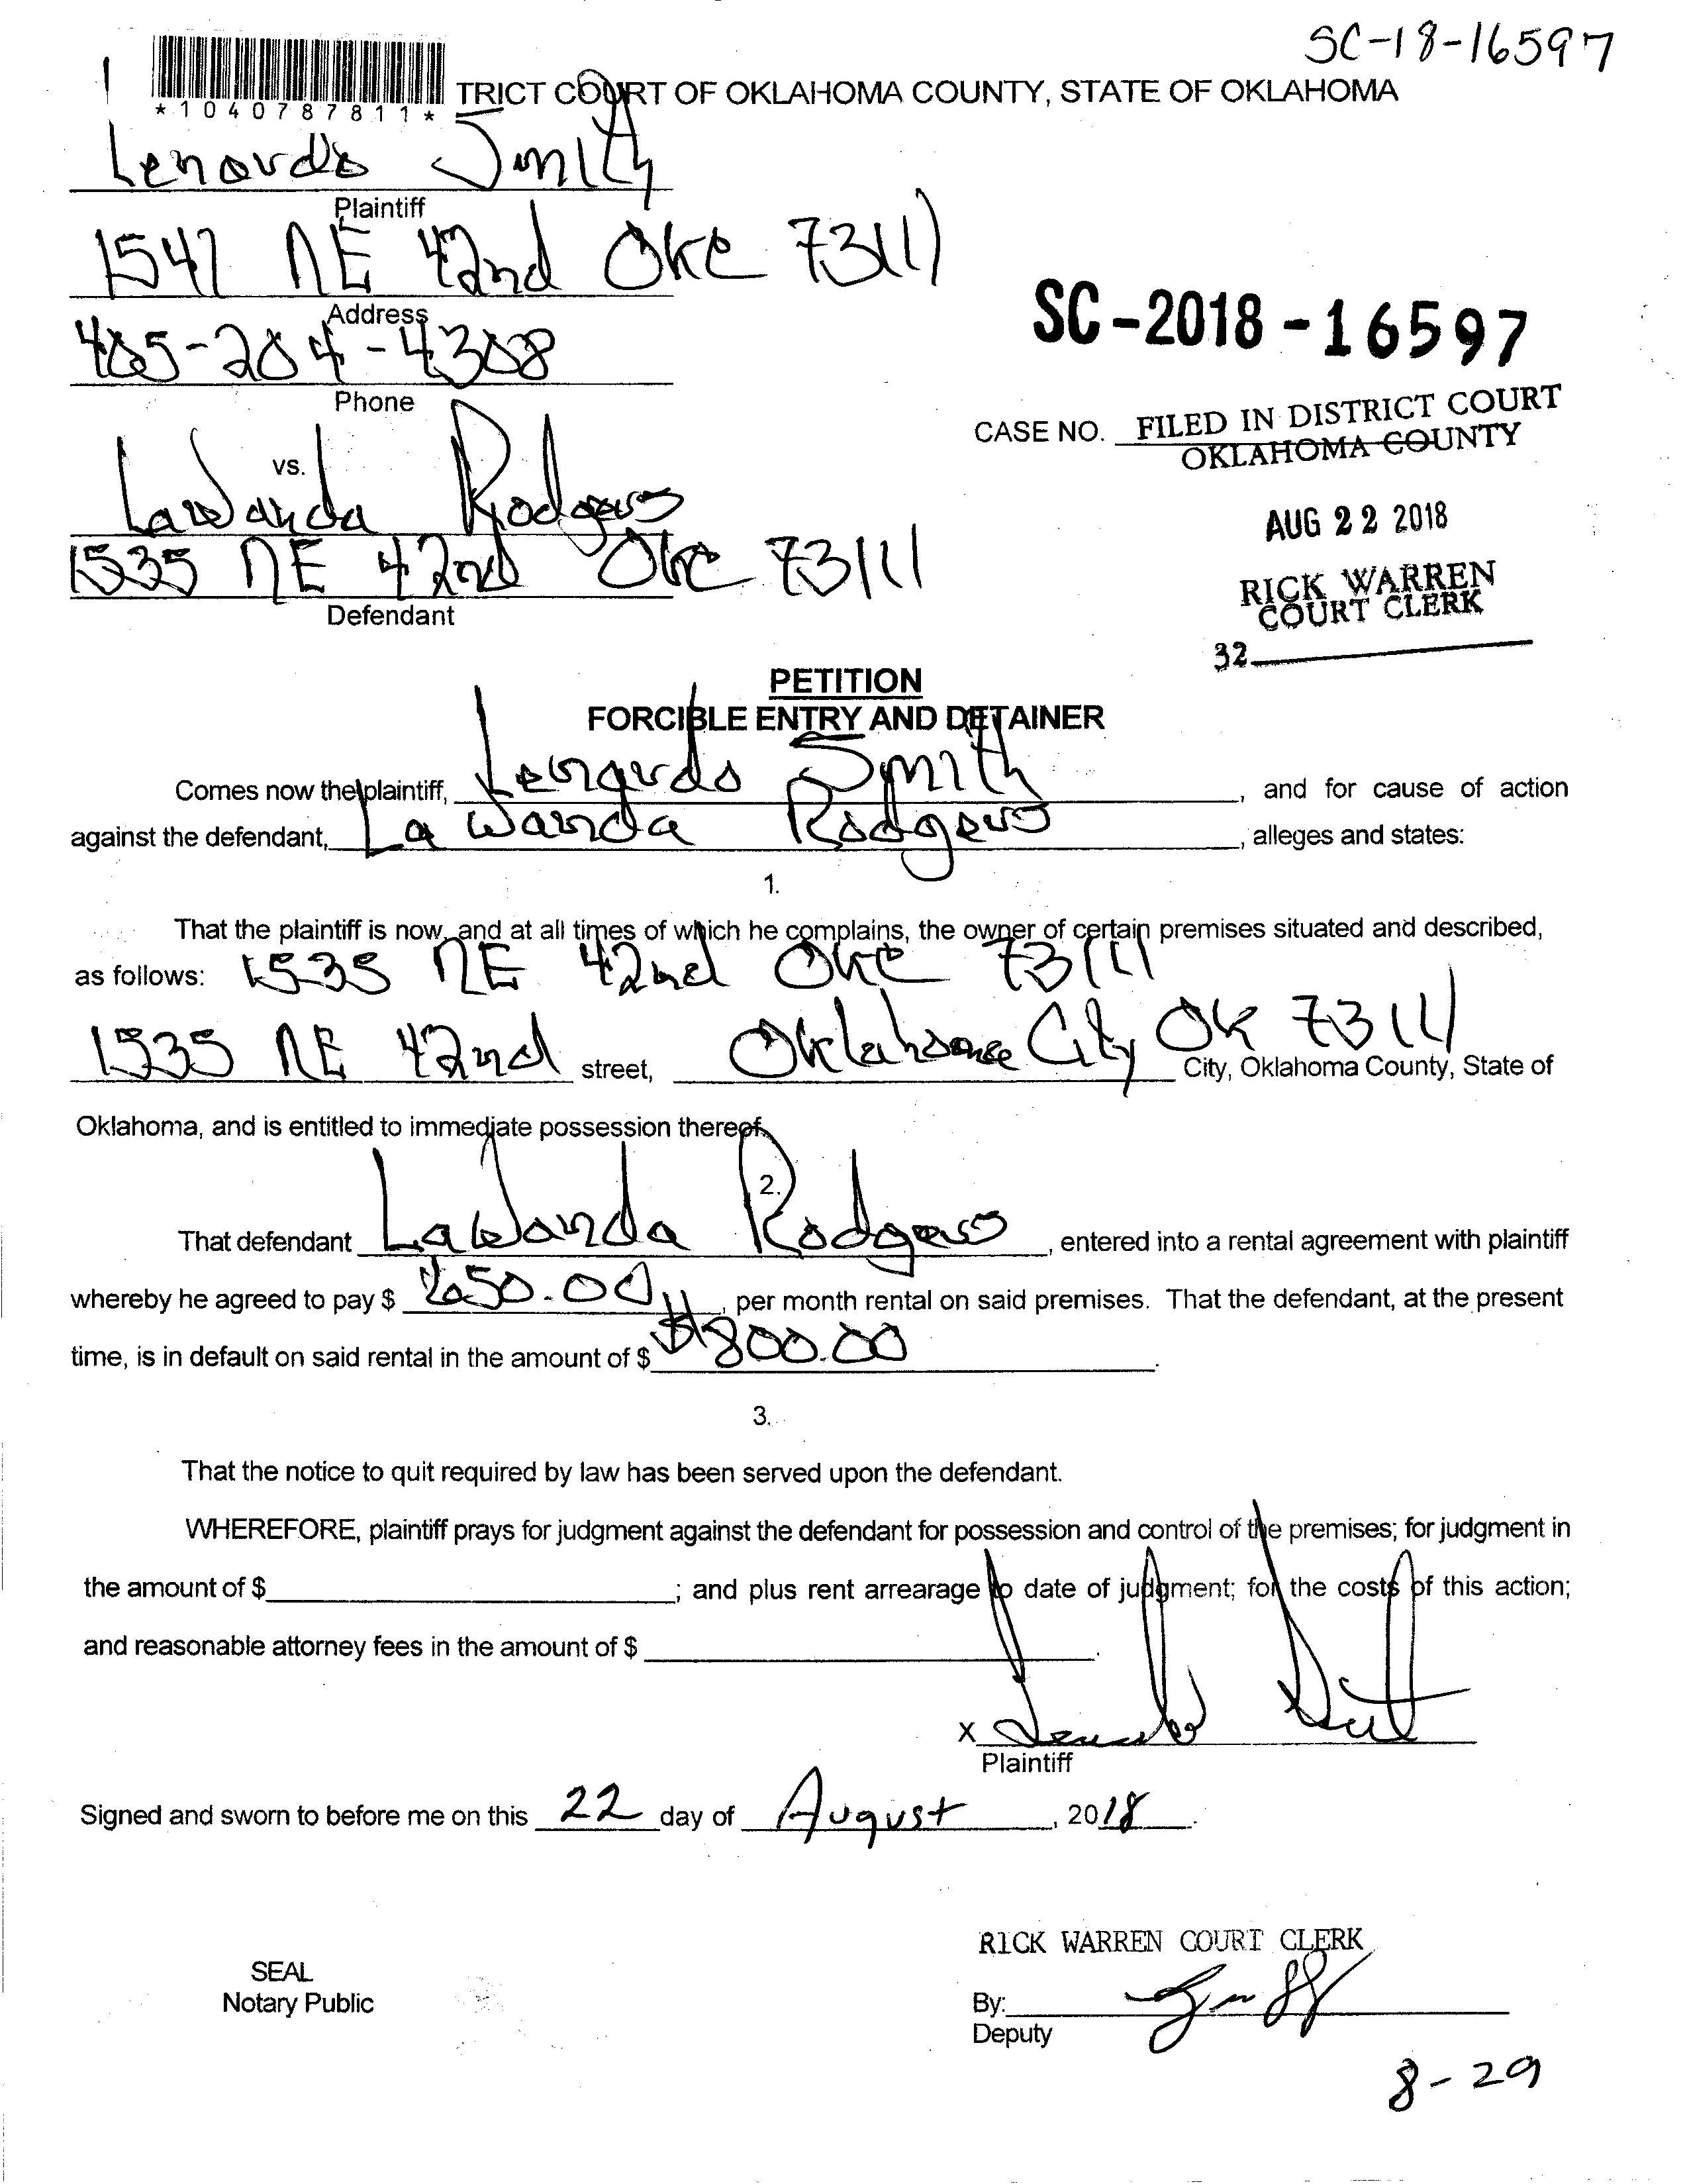 SC-18-16597
*1040787811*
TRICT COURT OF OKLAHOMA COUNTY, STATE OF OKLAHOMA
Lenardo Smith
Plaintiff
1547 NE 42nd OKC 73111
Address
405-204-4308
Phone
SC-2018-16597
CASE NO. FILED IN DISTRICT COURT
OKLAHOMA COUNTY
vs.
LaWanda Rodgers
AUG 22 2018
1535 NE 42nd OKC 73111
Defendant
RICK WARREN
COURT CLERK
32
PETITION
FORCIBLE ENTRY AND DETAINER
Comes now the plaintiff, Lenardo Smith, and for cause of action
against the defendant, La Wanda Rodgers, alleges and states:
1.
That the plaintiff is now, and at all times of which he complains, the owner of certain premises situated and described,
as follows: 1535 NE 42nd OKC 73111
1535 NE 42nd street, Oklahoma City OK 73111 City, Oklahoma County, State of
Oklahoma, and is entitled to immediate possession thereof.
2.
That defendant LaWanda Rodgers, entered into a rental agreement with plaintiff
whereby he agreed to pay $ , per month rental on said premises. That the defendant, at the present
time, is in default on said rental in the amount of $ .
3.
That the notice to quit required by law has been served upon the defendant.
WHEREFORE, plaintiff prays for judgment against the defendant for possession and control of the premises; for judgment in
the amount of $ ; and plus rent arrearage to date of judgment; for the costs of this action;
and reasonable attorney fees in the amount of $ .
X
Plaintiff
Signed and sworn to before me on this 22 day of August, 2018.
RICK WARREN COURT CLERK
SEAL
Notary Public
By:
Deputy
8-29